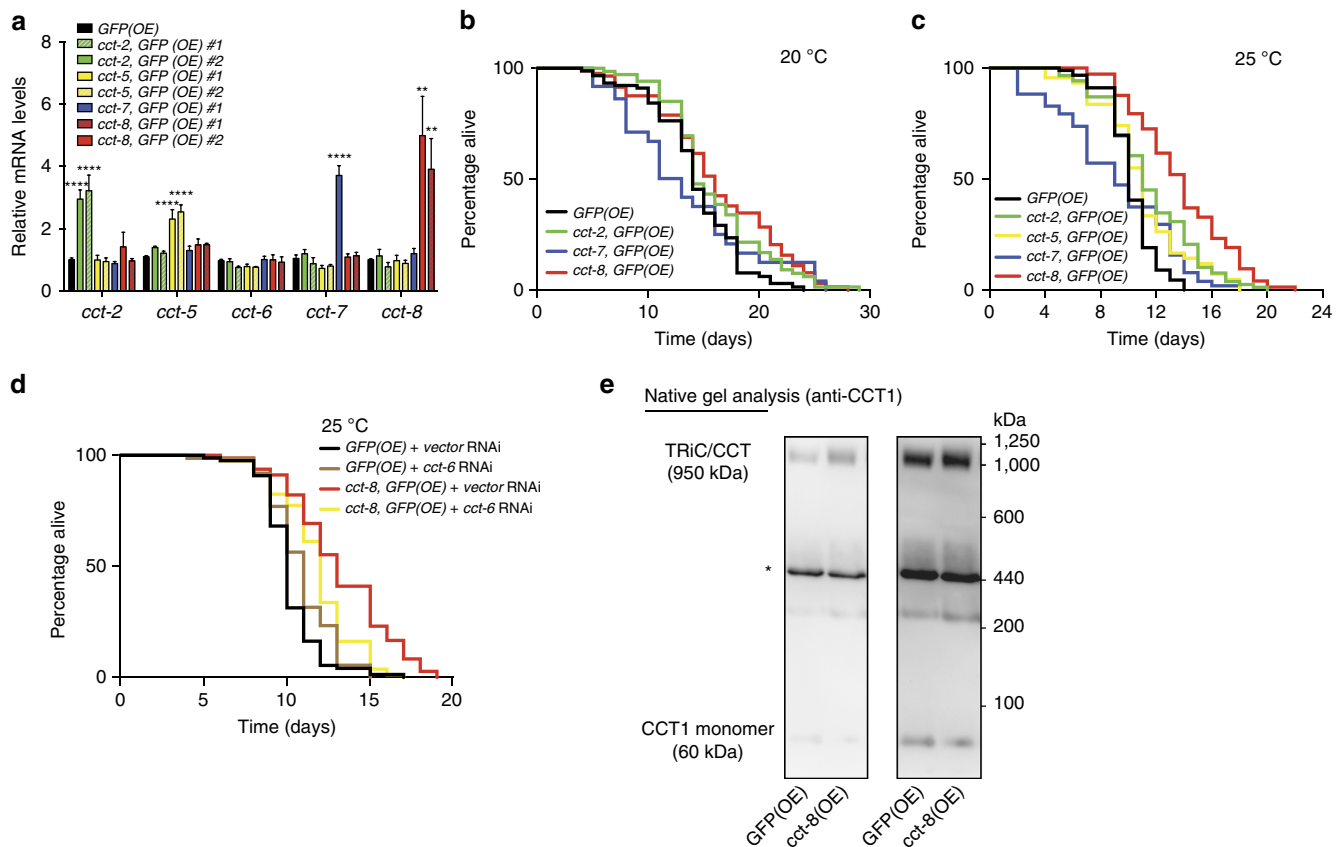 a
GFP(OE)
cct-2, GFP (OE) #1
cct-2, GFP (OE) #2
cct-5, GFP (OE) #1
cct-5, GFP (OE) #2
cct-7, GFP (OE) #1
cct-8, GFP (OE) #1
cct-8, GFP (OE) #2
Relative mRNA levels
8
6
4
2
0
****
****
****
****
****
**
**
cct-2
cct-5
cct-6
cct-7
cct-8
b
20 °C
Percentage alive
100
50
0
GFP(OE)
cct-2, GFP(OE)
cct-7, GFP(OE)
cct-8, GFP(OE)
0
10
20
30
Time (days)
c
25 °C
Percentage alive
100
50
0
GFP(OE)
cct-2, GFP(OE)
cct-5, GFP(OE)
cct-7, GFP(OE)
cct-8, GFP(OE)
0
4
8
12
16
20
24
Time (days)
d
25 °C
GFP(OE) + vector RNAi
GFP(OE) + cct-6 RNAi
cct-8, GFP(OE) + vector RNAi
cct-8, GFP(OE) + cct-6 RNAi
Percentage alive
100
50
0
0
5
10
15
20
Time (days)
e
Native gel analysis (anti-CCT1)
TRiC/CCT
(950 kDa)
*
CCT1 monomer
(60 kDa)
kDa
1,250
1,000
600
440
200
100
GFP(OE)
cct-8(OE)
GFP(OE)
cct-8(OE)